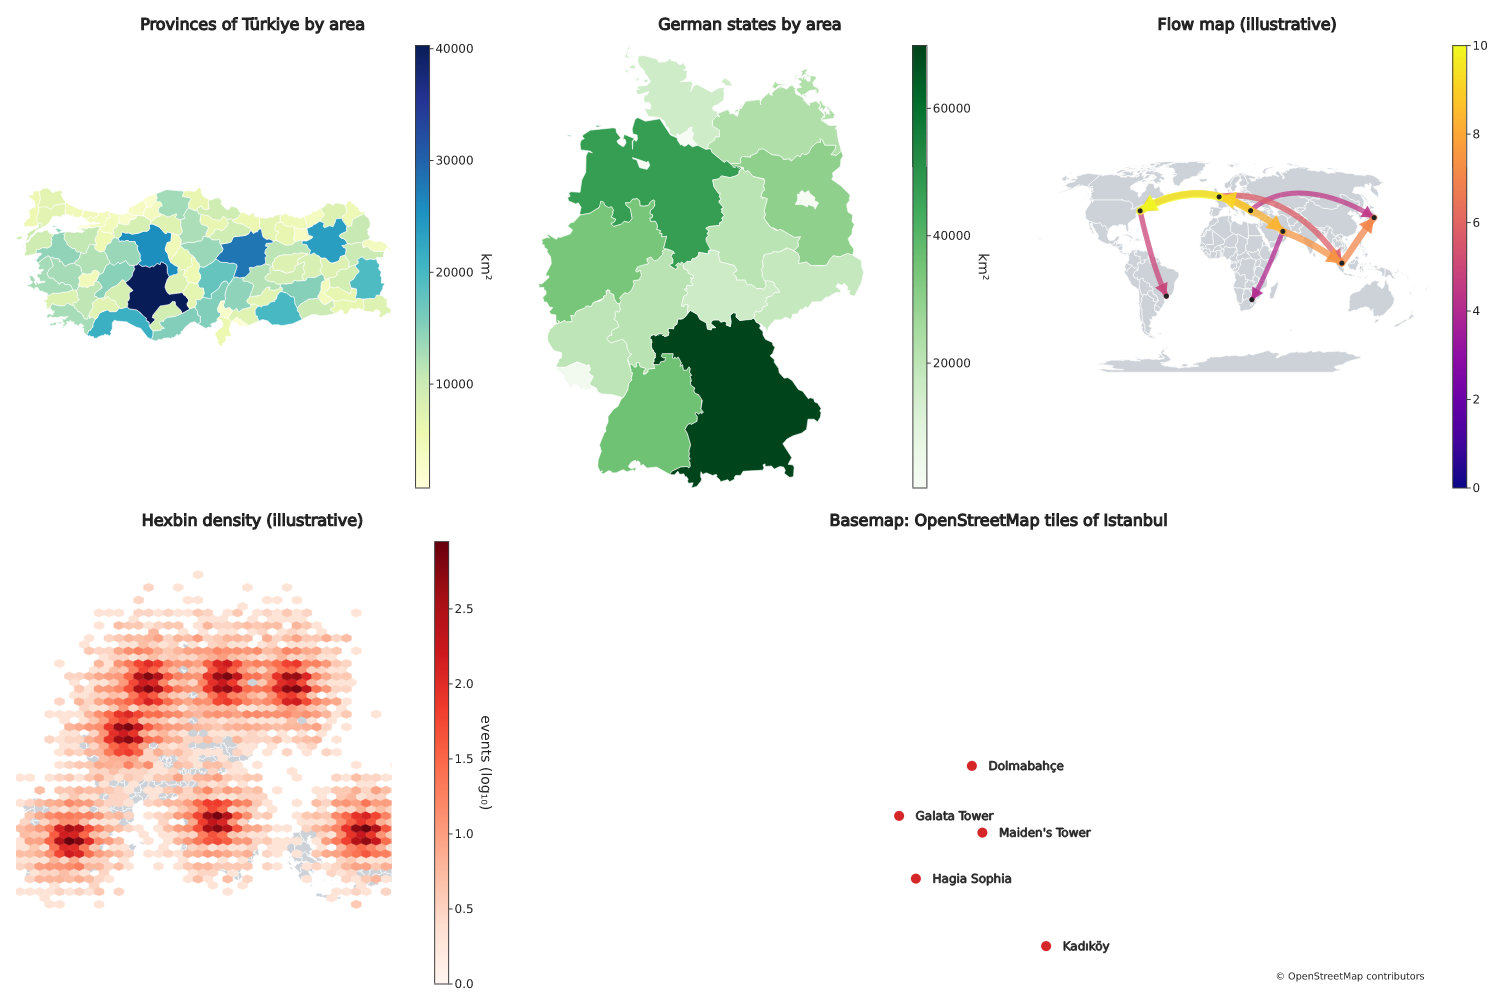 Provinces of Türkiye by area
40000
30000
20000
10000
km²
German states by area
60000
40000
20000
km²
Flow map (illustrative)
10
8
6
4
2
0
Hexbin density (illustrative)
2.5
2.0
1.5
1.0
0.5
0.0
events (log₁₀)
Basemap: OpenStreetMap tiles of Istanbul
Dolmabahçe
Galata Tower
Maiden's Tower
Hagia Sophia
Kadıköy
© OpenStreetMap contributors